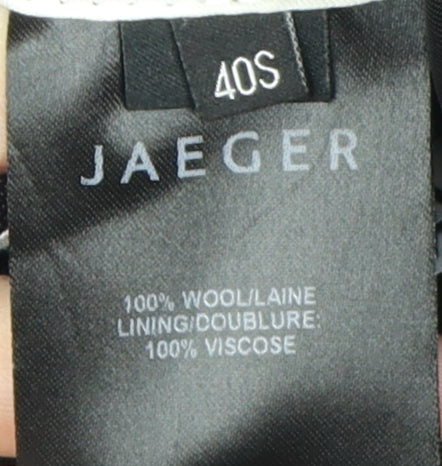 40S
JAEGER
100% WOOL/LAINE
LINING/DOUBLURE:
100% VISCOSE